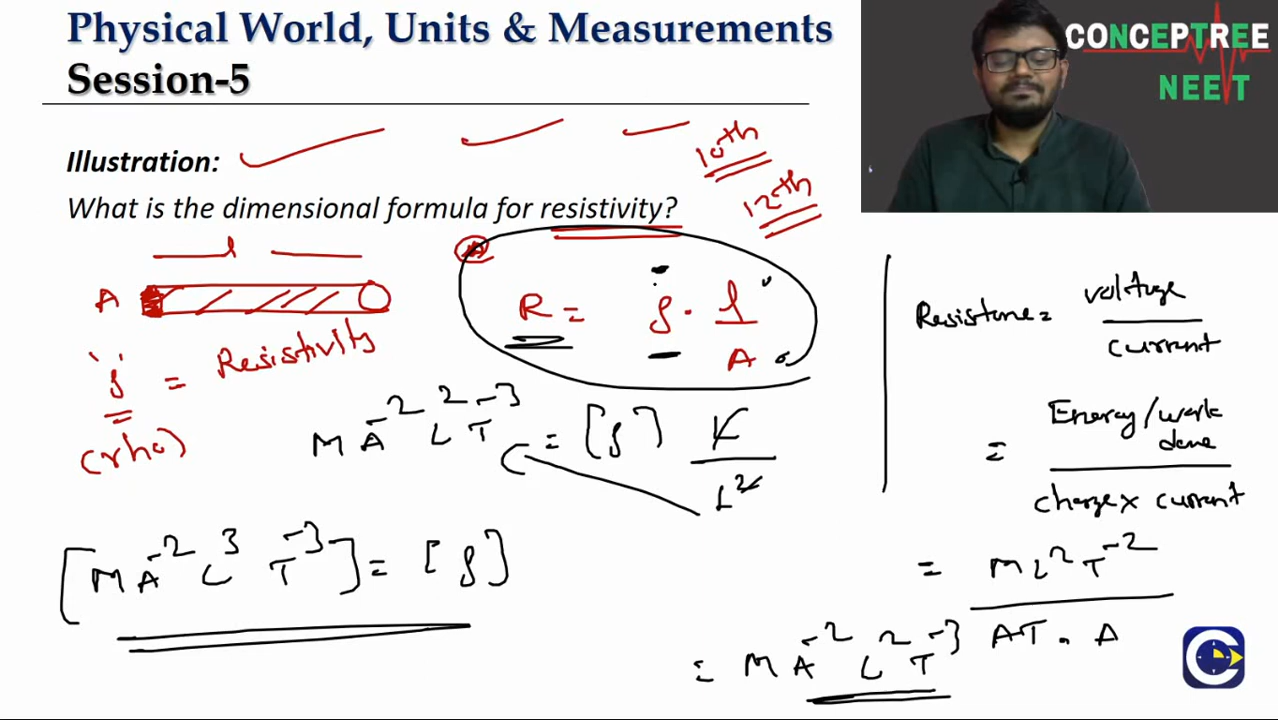 Physical World, Units & Measurements
Session-5
CONCEPTREE
NEET
Illustration:
10th
12th
What is the dimensional formula for resistivity?
l
A
R = ρ · l
A
ρ = Resistivity
(rho)
M A⁻² L² T⁻³ = [ρ] L
L²
[M A⁻² L³ T⁻³] = [ρ]
Resistance = voltage
current
= Energy/work
done
charge x current
= M L² T⁻²
AT . A
= M A⁻² L² T⁻³